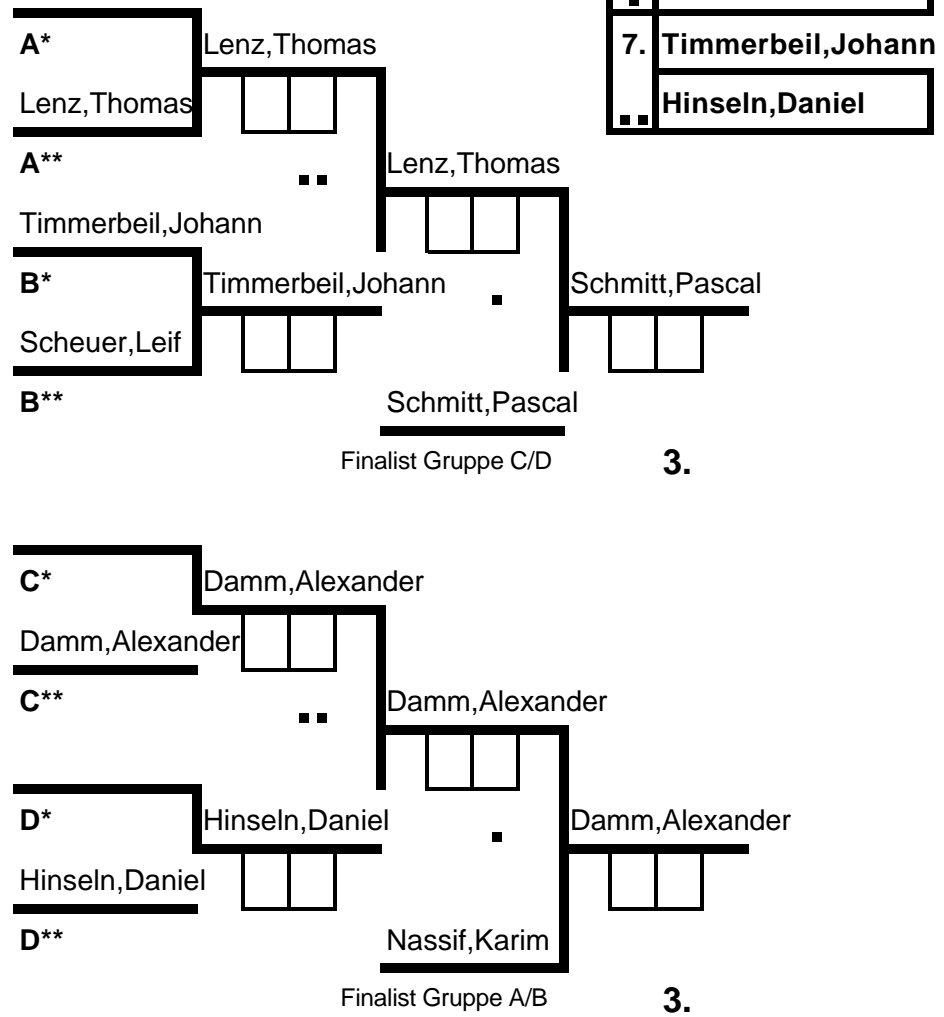 A*
Lenz,Thomas
7. Timmerbeil,Johann
Lenz,Thomas
Hinseln,Daniel
A**
Lenz,Thomas
Timmerbeil,Johann
B*
Timmerbeil,Johann
Schmitt,Pascal
Scheuer,Leif
B**
Schmitt,Pascal
Finalist Gruppe C/D
3.
C*
Damm,Alexander
Damm,Alexander
C**
Damm,Alexander
D*
Hinseln,Daniel
Damm,Alexander
Hinseln,Daniel
D**
Nassif,Karim
Finalist Gruppe A/B
3.